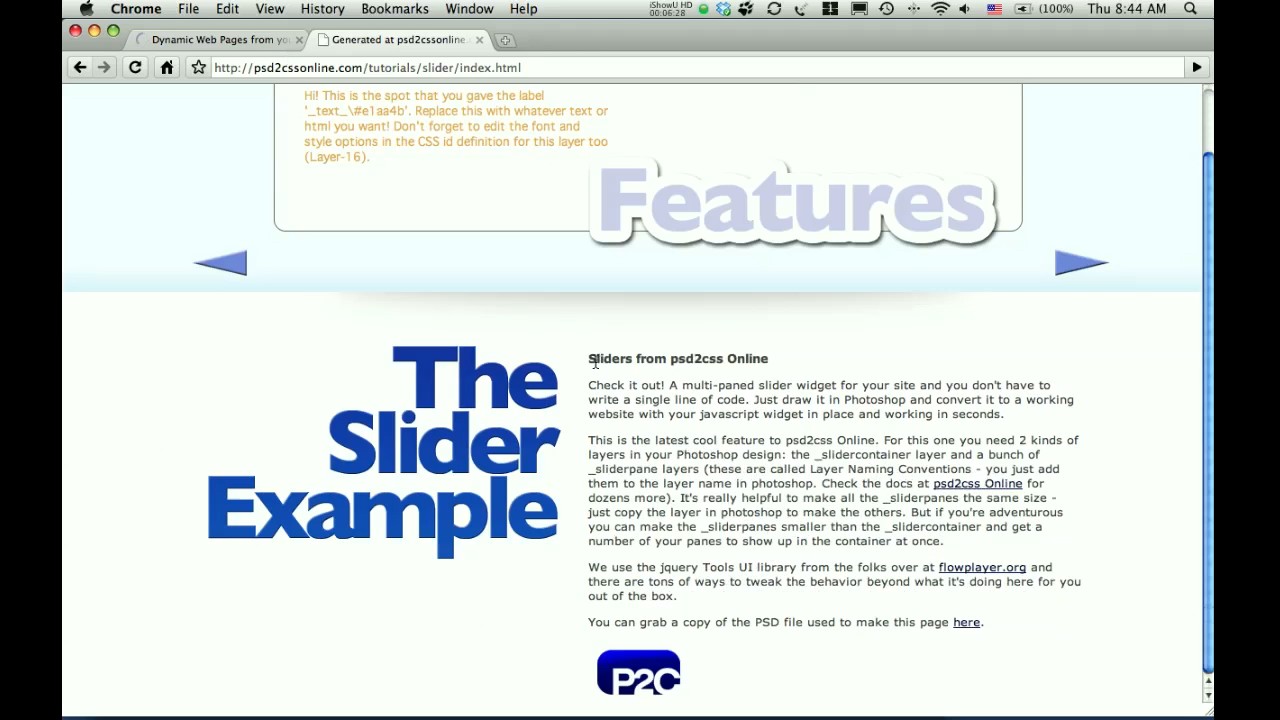 Chrome File Edit View History Bookmarks Window Help iShowU HD 00:06:28 (100%) Thu 8:44 AM
Dynamic Web Pages from yo Generated at psd2cssonline.
http://psd2cssonline.com/tutorials/slider/index.html
Hi! This is the spot that you gave the label
'_text_\#e1aa4b'. Replace this with whatever text or
html you want! Don't forget to edit the font and
style options in the CSS id definition for this layer too
(Layer-16).
Features
The
Slider
Example
Sliders from psd2css Online
Check it out! A multi-paned slider widget for your site and you don't have to
write a single line of code. Just draw it in Photoshop and convert it to a working
website with your javascript widget in place and working in seconds.
This is the latest cool feature to psd2css Online. For this one you need 2 kinds of
layers in your Photoshop design: the _slidercontainer layer and a bunch of
_sliderpane layers (these are called Layer Naming Conventions - you just add
them to the layer name in photoshop. Check the docs at psd2css Online for
dozens more). It's really helpful to make all the _sliderpanes the same size -
just copy the layer in photoshop to make the others. But if you're adventurous
you can make the _sliderpanes smaller than the _slidercontainer and get a
number of your panes to show up in the container at once.
We use the jquery Tools UI library from the folks over at flowplayer.org and
there are tons of ways to tweak the behavior beyond what it's doing here for you
out of the box.
You can grab a copy of the PSD file used to make this page here.
P2C